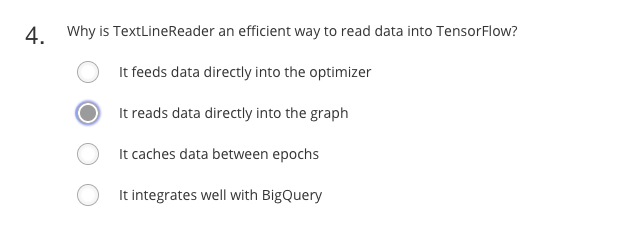 4. Why is TextLineReader an efficient way to read data into TensorFlow?
It feeds data directly into the optimizer
It reads data directly into the graph
It caches data between epochs
It integrates well with BigQuery